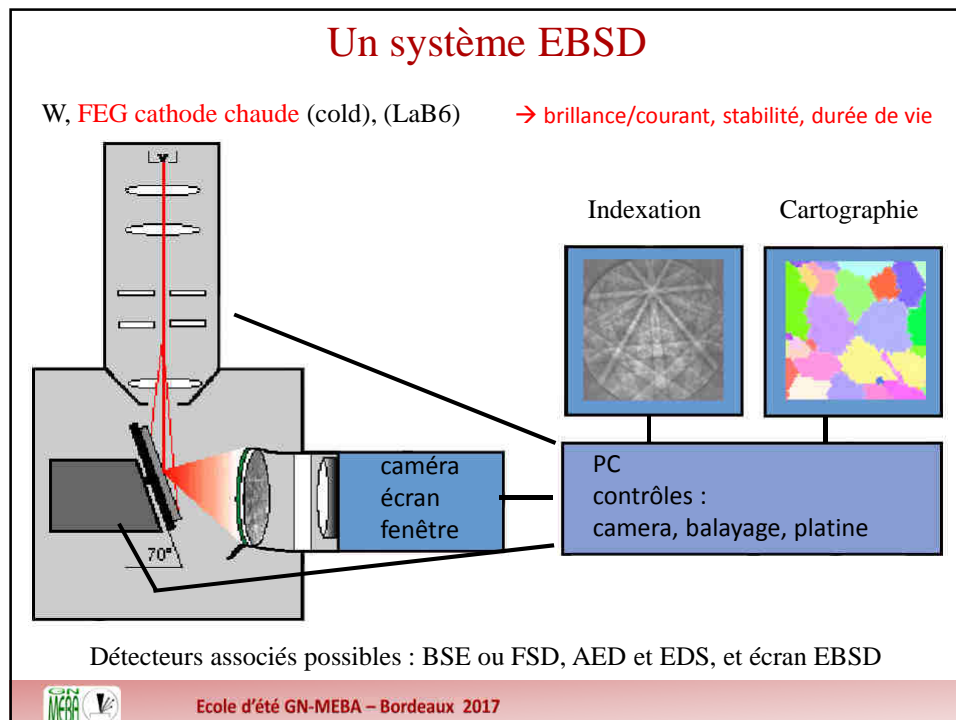 Un système EBSD
W, FEG cathode chaude (cold), (LaB6)
→ brillance/courant, stabilité, durée de vie
Indexation
Cartographie
caméra
écran
fenêtre
PC
contrôles :
camera, balayage, platine
70°
Détecteurs associés possibles : BSE ou FSD, AED et EDS, et écran EBSD
GN
MEBA
Ecole d'été GN-MEBA – Bordeaux 2017